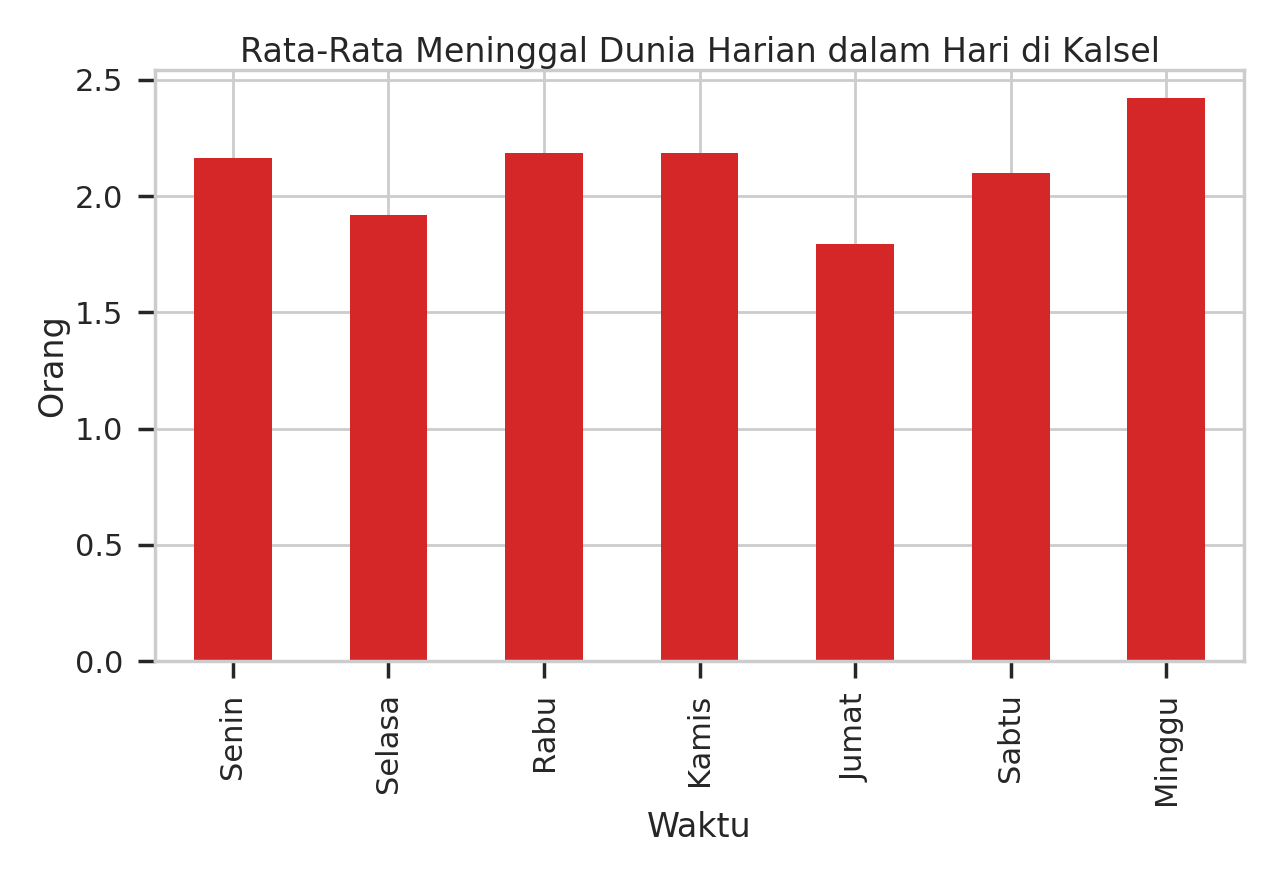 Rata-Rata Meninggal Dunia Harian dalam Hari di Kalsel
2.5
2.0
1.5
1.0
0.5
0.0
Orang
Senin
Selasa
Rabu
Kamis
Jumat
Sabtu
Minggu
Waktu